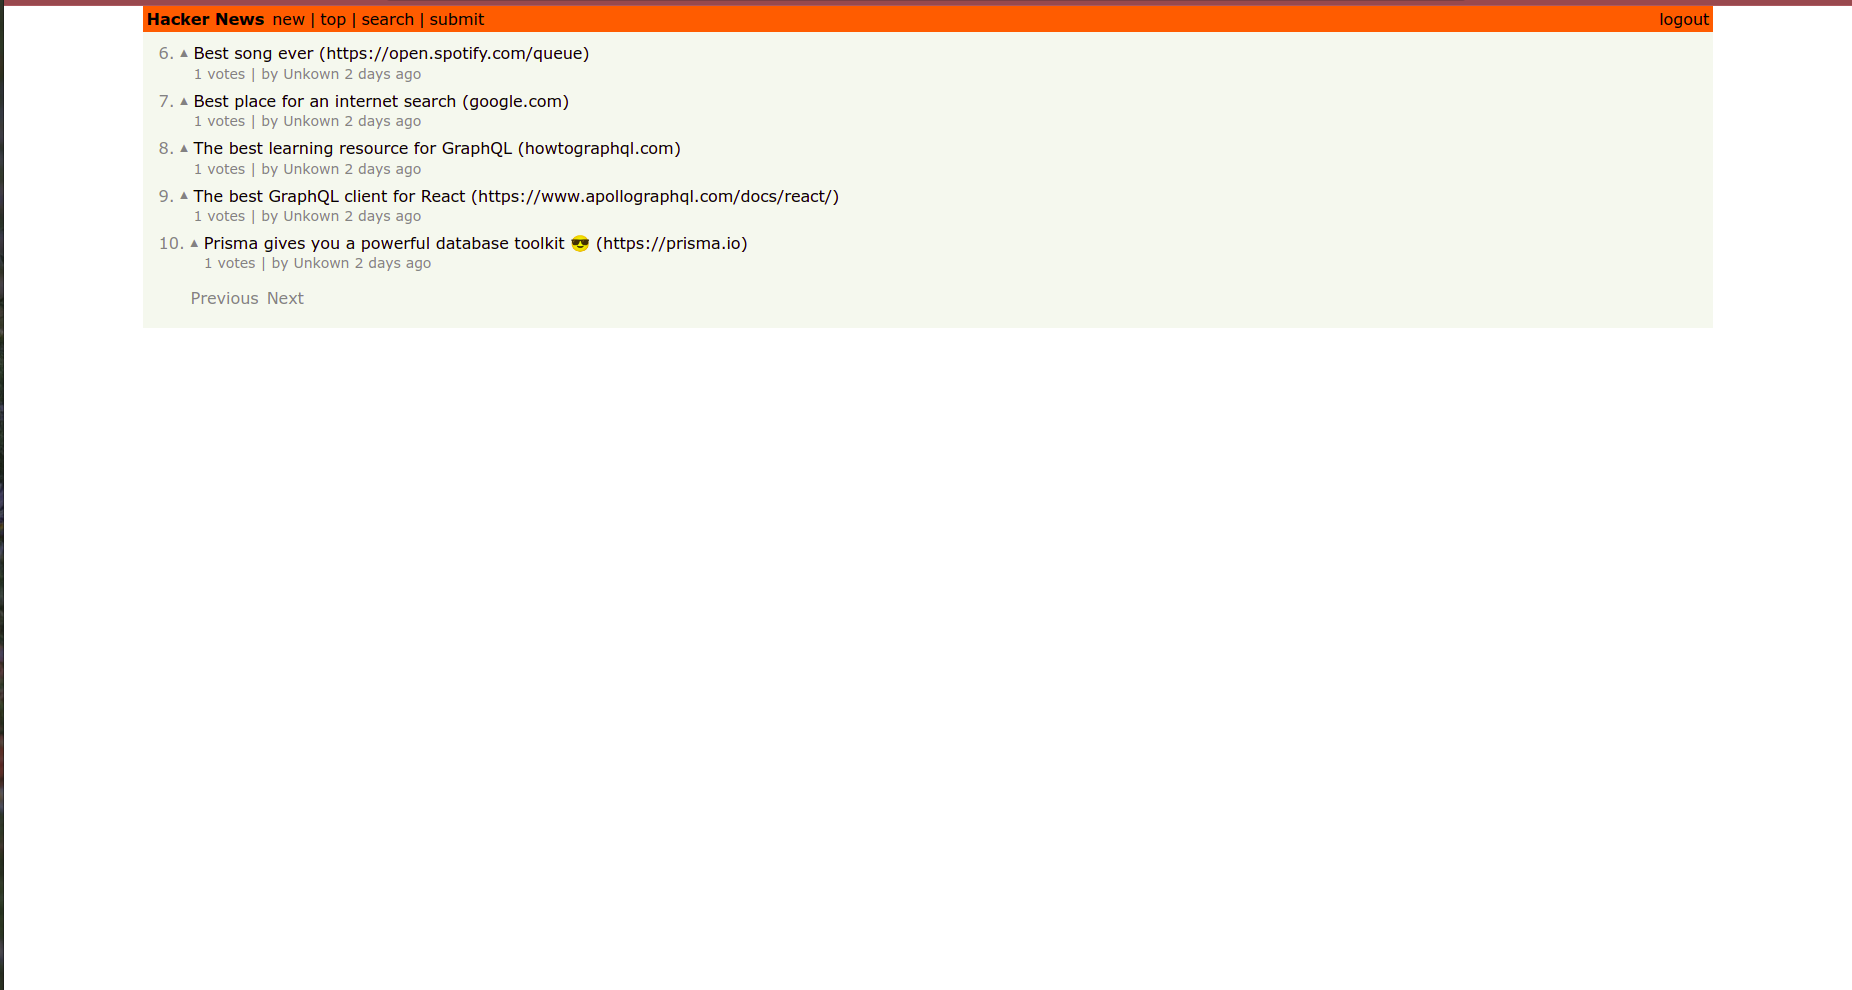 Hacker News new | top | search | submit logout
6. ▲ Best song ever (https://open.spotify.com/queue)
1 votes | by Unkown 2 days ago
7. ▲ Best place for an internet search (google.com)
1 votes | by Unkown 2 days ago
8. ▲ The best learning resource for GraphQL (howtographql.com)
1 votes | by Unkown 2 days ago
9. ▲ The best GraphQL client for React (https://www.apollographql.com/docs/react/)
1 votes | by Unkown 2 days ago
10. ▲ Prisma gives you a powerful database toolkit 😎 (https://prisma.io)
1 votes | by Unkown 2 days ago
Previous Next